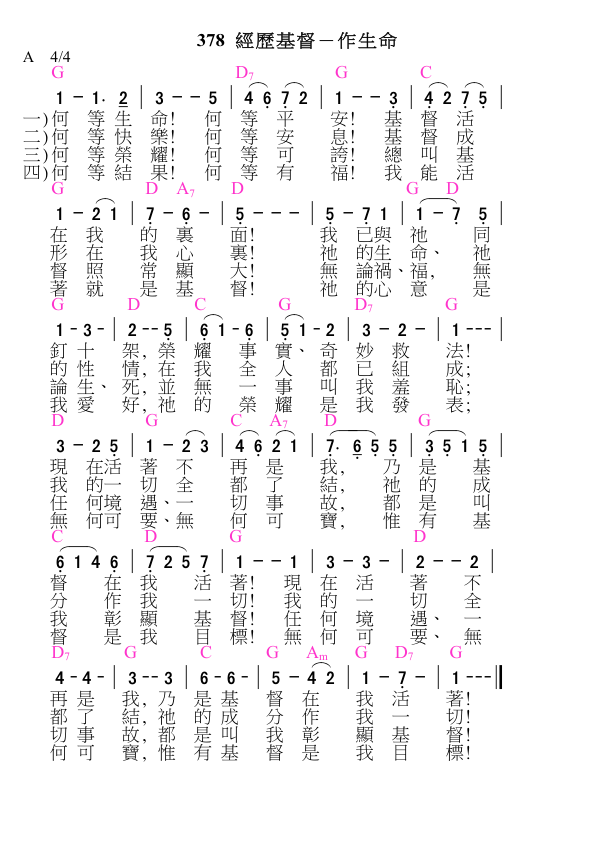 378 經歷基督－作生命
A 4/4
G D7 G C
1 - 1· 2 | 3 - - 5 | 4 6 7 2 | 1 - - 3 | 4 2 7 5 |
一)何 等 生 命! 何 等 平 安! 基 督 活
二)何 等 快 樂! 何 等 安 息! 基 督 成
三)何 等 榮 耀! 何 等 可 誇! 總 叫 基
四)何 等 結 果! 何 等 有 福! 我 能 活
G D A7 D G D
1 - 2 1 | 7 - 6 - | 5 - - - | 5 - 7 1 | 1 - 7 5 |
在 我 的 裏 面! 我 已與 祂 同
形 在 我 心 裏! 祂 的生 命、 祂
督 照 常 顯 大! 無 論禍、福, 無
著 就 是 基 督! 祂 的心 意 是
G D C G D7 G
1 - 3 - | 2 - - 5 | 6 1 - 6 | 5 1 - 2 | 3 - 2 - | 1 - - - |
釘 十 架, 榮 耀 事 實、 奇 妙 救 法!
的 性 情, 在 我 全 人 都 已 組 成;
論 生、 死, 並 無 一 事 叫 我 羞 恥;
我 愛 好, 祂 的 榮 耀 是 我 發 表;
D G C A7 D G
3 - 2 5 | 1 - 2 3 | 4 6 2 1 | 7· 6 5 5 | 3 5 1 5 |
現 在活 著 不 再 是 我, 乃 是 基
我 的一 切 全 都 了 結, 祂 的 成
任 何境 遇、一 切 事 故, 都 是 叫
無 何可 要、無 何 可 寶, 惟 有 基
C D G D
6 1 4 6 | 7 2 5 7 | 1 - - 1 | 3 - 3 - | 2 - - 2 |
督 在 我 活 著! 現 在 活 著 不
分 作 我 一 切! 我 的 一 切 全
我 彰 顯 基 督! 任 何 境 遇、 一
督 是 我 目 標! 無 何 可 要、 無
D7 G C G Am G D7 G
4 - 4 - | 3 - - 3 | 6 - 6 - | 5 - 4 2 | 1 - 7 - | 1 - - - ||
再 是 我, 乃 是 基 督 在 我 活 著!
都 了 結, 祂 的 成 分 作 我 一 切!
切 事 故, 都 是 叫 我 彰 顯 基 督!
何 可 寶, 惟 有 基 督 是 我 目 標!